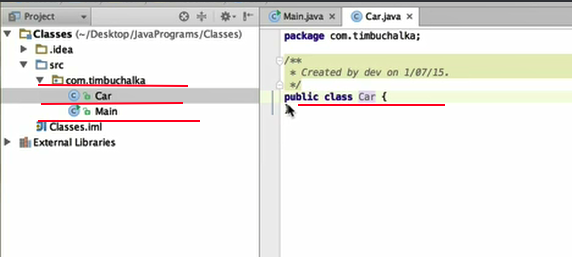 Project
Classes (~/Desktop/JavaPrograms/Classes)
.idea
src
com.timbuchalka
Car
Main
Classes.iml
External Libraries
Main.java
Car.java
package com.timbuchalka;
/**
* Created by dev on 1/07/15.
*/
public class Car {